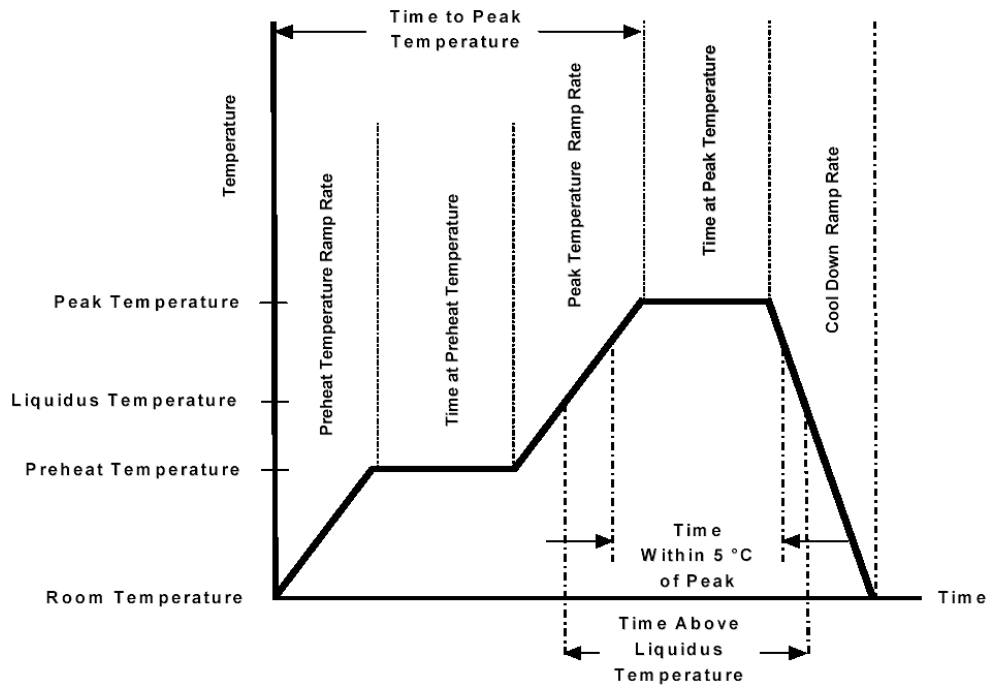 Time to Peak
Temperature
Temperature
Preheat Temperature Ramp Rate
Time at Preheat Temperature
Peak Temperature Ramp Rate
Time at Peak Temperature
Cool Down Ramp Rate
Peak Temperature
Liquidus Temperature
Preheat Temperature
Room Temperature
Time
Within 5 °C
of Peak
Time
Time Above
Liquidus
Temperature